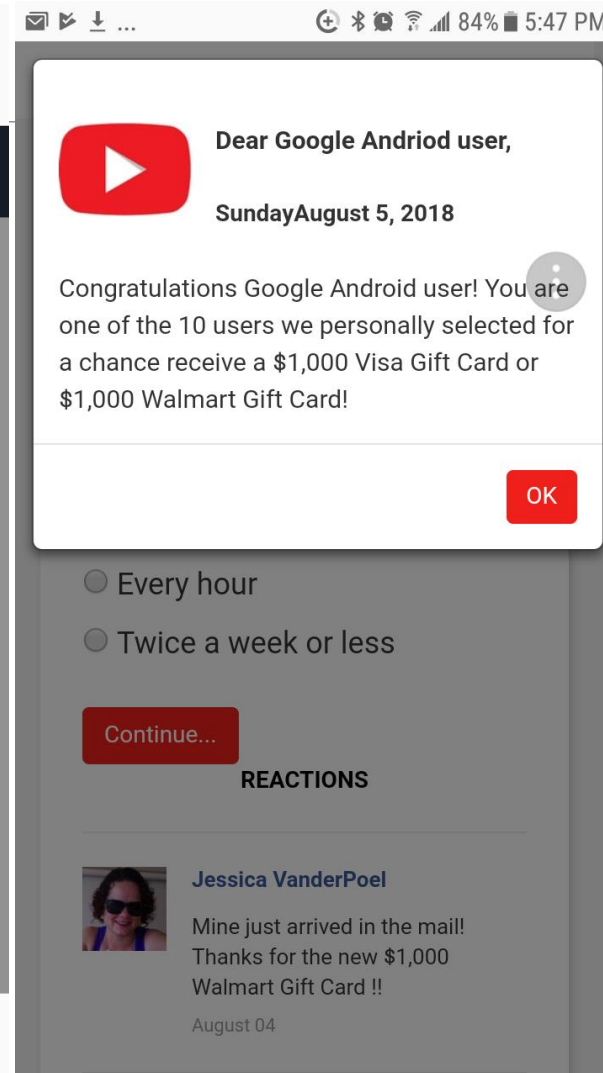 ... 84% 5:47 PM
Dear Google Andriod user,
SundayAugust 5, 2018
Congratulations Google Android user! You are
one of the 10 users we personally selected for
a chance receive a $1,000 Visa Gift Card or
$1,000 Walmart Gift Card!
OK
Every hour
Twice a week or less
Continue...
REACTIONS
Jessica VanderPoel
Mine just arrived in the mail!
Thanks for the new $1,000
Walmart Gift Card !!
August 04